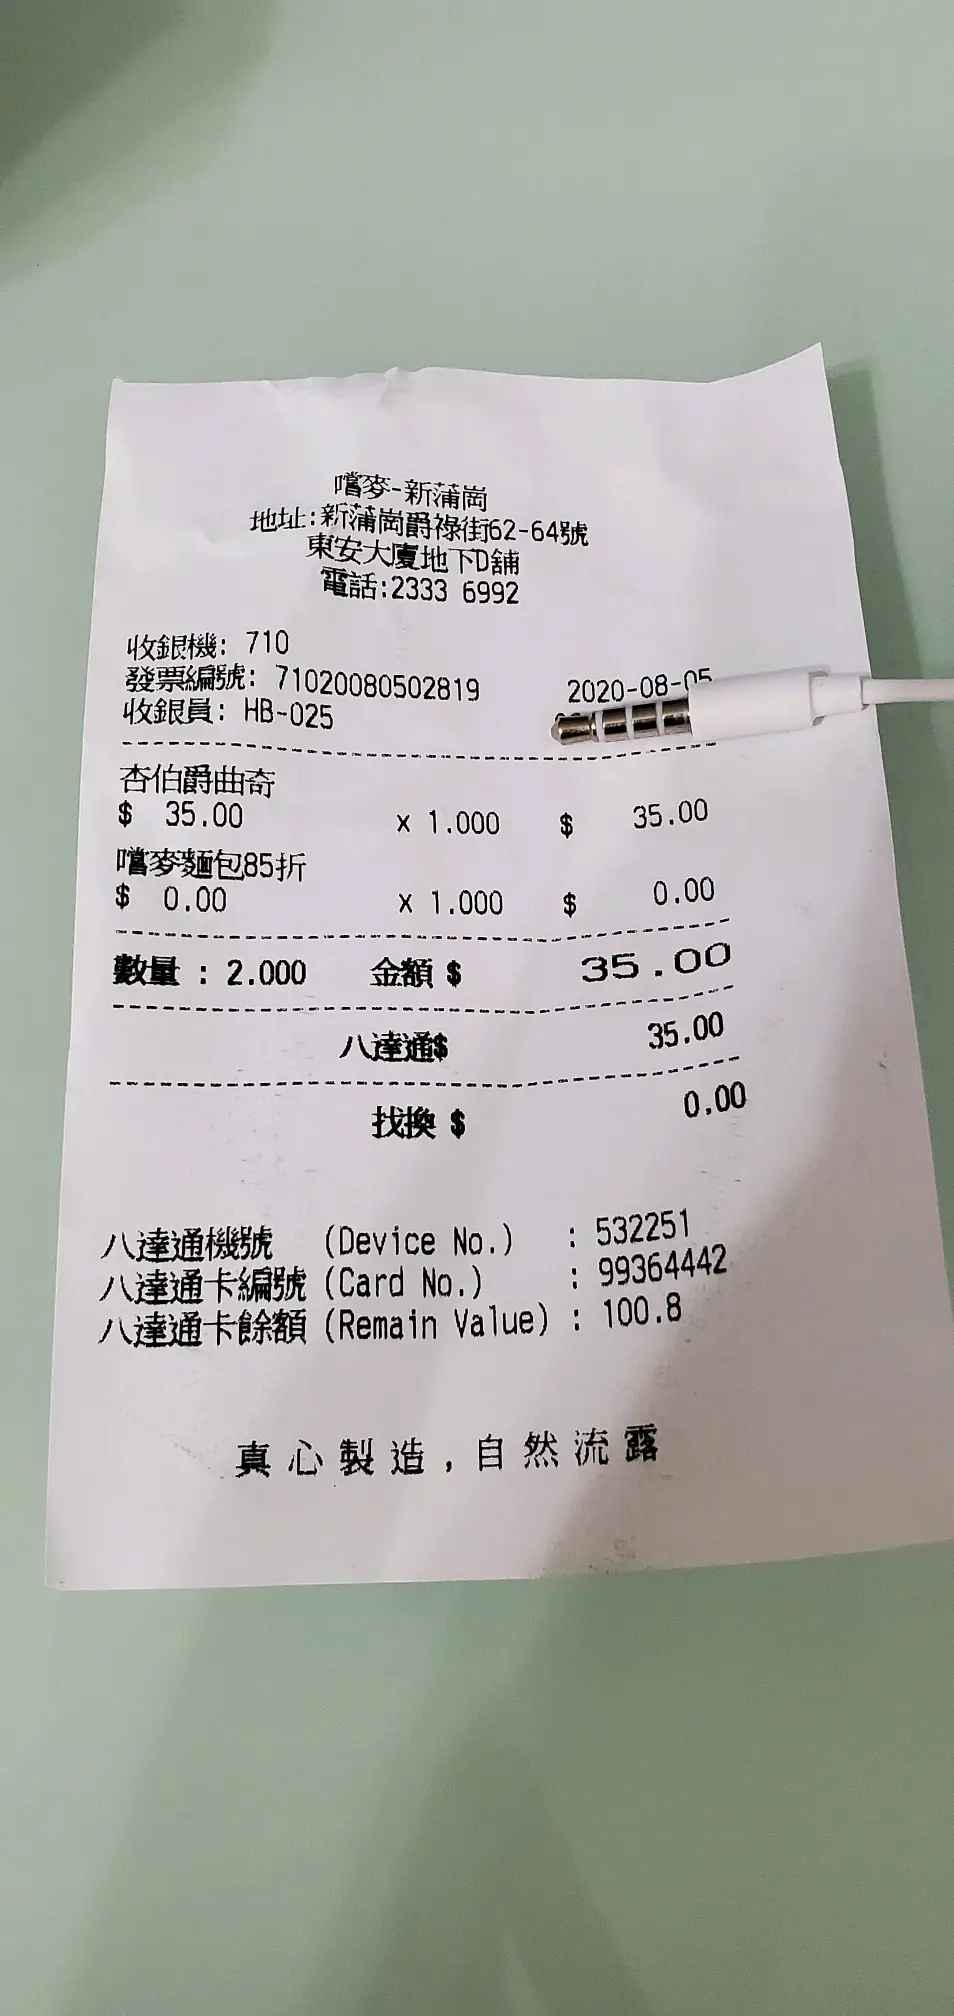 嚐麥-新蒲崗
地址:新蒲崗爵祿街62-64號
東安大廈地下D舖
電話:2333 6992
收銀機: 710
發票編號: 71020080502819 2020-08-05
收銀員: HB-025
杏伯爵曲奇
$ 35.00 x 1.000 $ 35.00
嚐麥麵包85折
$ 0.00 x 1.000 $ 0.00
數量 : 2.000 金額 $ 35.00
八達通$ 35.00
找換 $ 0.00
八達通機號 (Device No.) : 532251
八達通卡編號 (Card No.) : 99364442
八達通卡餘額 (Remain Value) : 100.8
真心製造,自然流露